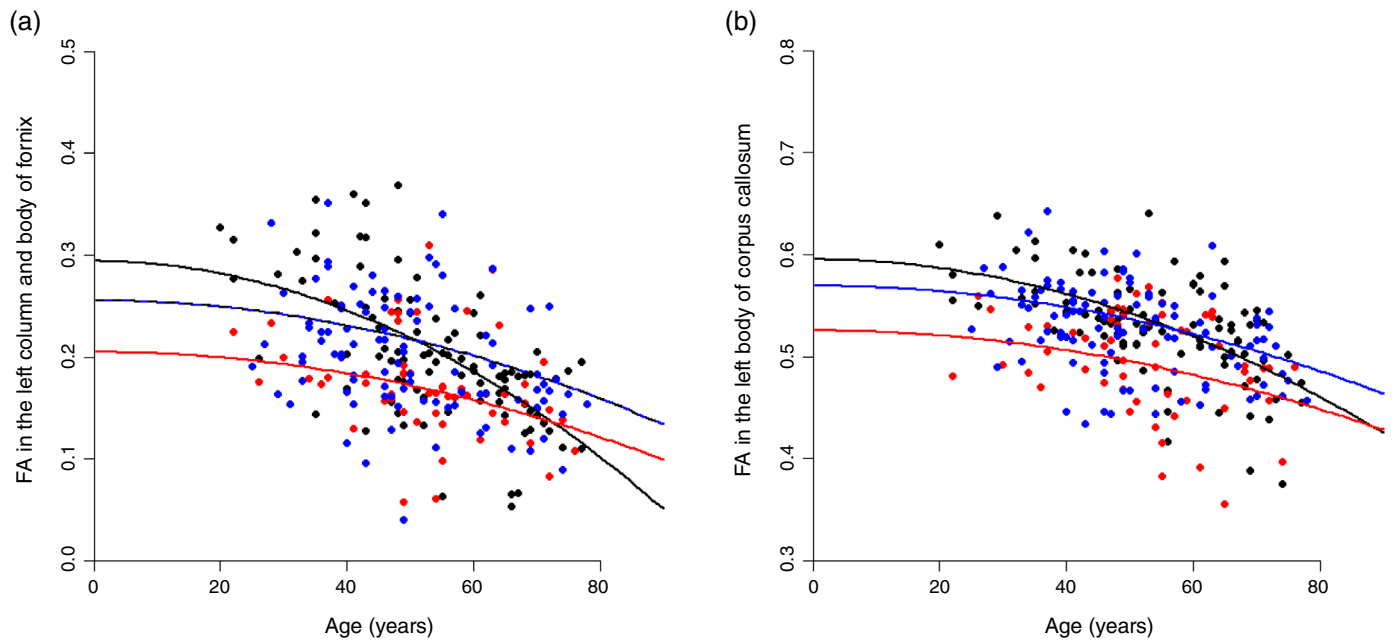 (a)
FA in the left column and body of fornix
0.5
0.4
0.3
0.2
0.1
0.0
0 20 40 60 80
Age (years)
(b)
FA in the left body of corpus callosum
0.8
0.7
0.6
0.5
0.4
0.3
0 20 40 60 80
Age (years)